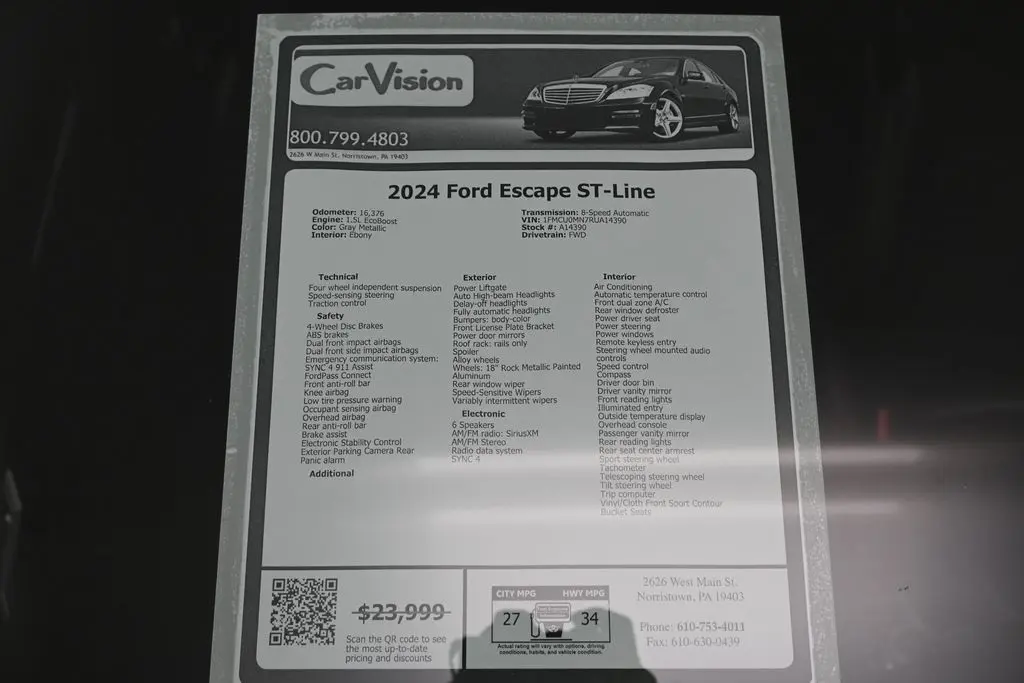 CarVision
800.799.4803
2626 W Main St. Norristown, PA 19403
2024 Ford Escape ST-Line
Odometer: 16,376
Engine: 1.5L EcoBoost
Color: Gray Metallic
Interior: Ebony
Transmission: 8-Speed Automatic
VIN: 1FMCU0MN7RUA14390
Stock #: A14390
Drivetrain: FWD
Technical
Four wheel independent suspension
Speed-sensing steering
Traction control
Safety
4-Wheel Disc Brakes
ABS brakes
Dual front impact airbags
Dual front side impact airbags
Emergency communication system:
SYNC 4 911 Assist
FordPass Connect
Front anti-roll bar
Knee airbag
Low tire pressure warning
Occupant sensing airbag
Overhead airbag
Rear anti-roll bar
Brake assist
Electronic Stability Control
Exterior Parking Camera Rear
Panic alarm
Additional
Exterior
Power Liftgate
Auto High-beam Headlights
Delay-off headlights
Fully automatic headlights
Bumpers: body-color
Front License Plate Bracket
Power door mirrors
Roof rack: rails only
Spoiler
Alloy wheels
Wheels: 18" Rock Metallic Painted
Aluminum
Rear window wiper
Speed-Sensitive Wipers
Variably intermittent wipers
Electronic
6 Speakers
AM/FM radio: SiriusXM
AM/FM Stereo
Radio data system
SYNC 4
Interior
Air Conditioning
Automatic temperature control
Front dual zone A/C
Rear window defroster
Power driver seat
Power steering
Power windows
Remote keyless entry
Steering wheel mounted audio
controls
Speed control
Compass
Driver door bin
Driver vanity mirror
Front reading lights
Illuminated entry
Outside temperature display
Overhead console
Passenger vanity mirror
Rear reading lights
Rear seat center armrest
Sport steering wheel
Tachometer
Telescoping steering wheel
Tilt steering wheel
Trip computer
Vinyl/Cloth Front Sport Contour
Bucket Seats
$23,999
Scan the QR code to see
the most up-to-date
pricing and discounts
CITY MPG
HWY MPG
27
34
Actual rating will vary with options, driving
conditions, habits, and vehicle condition.
2626 West Main St.
Norristown, PA 19403
Phone: 610-753-4011
Fax: 610-630-0439